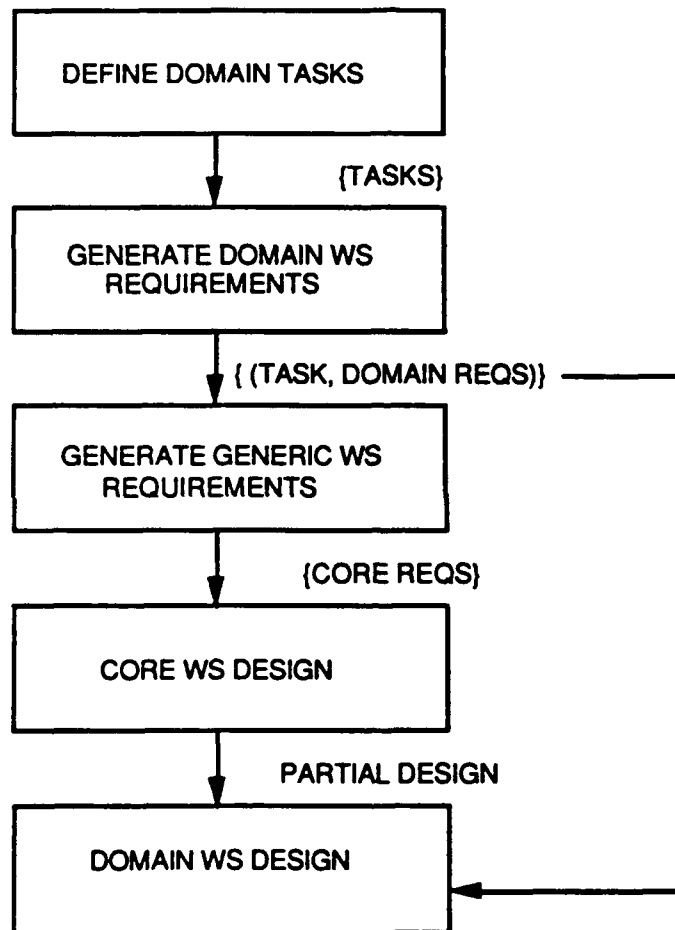 DEFINE DOMAIN TASKS
{TASKS}
GENERATE DOMAIN WS
REQUIREMENTS
{ (TASK, DOMAIN REQS)}
GENERATE GENERIC WS
REQUIREMENTS
{CORE REQS}
CORE WS DESIGN
PARTIAL DESIGN
DOMAIN WS DESIGN